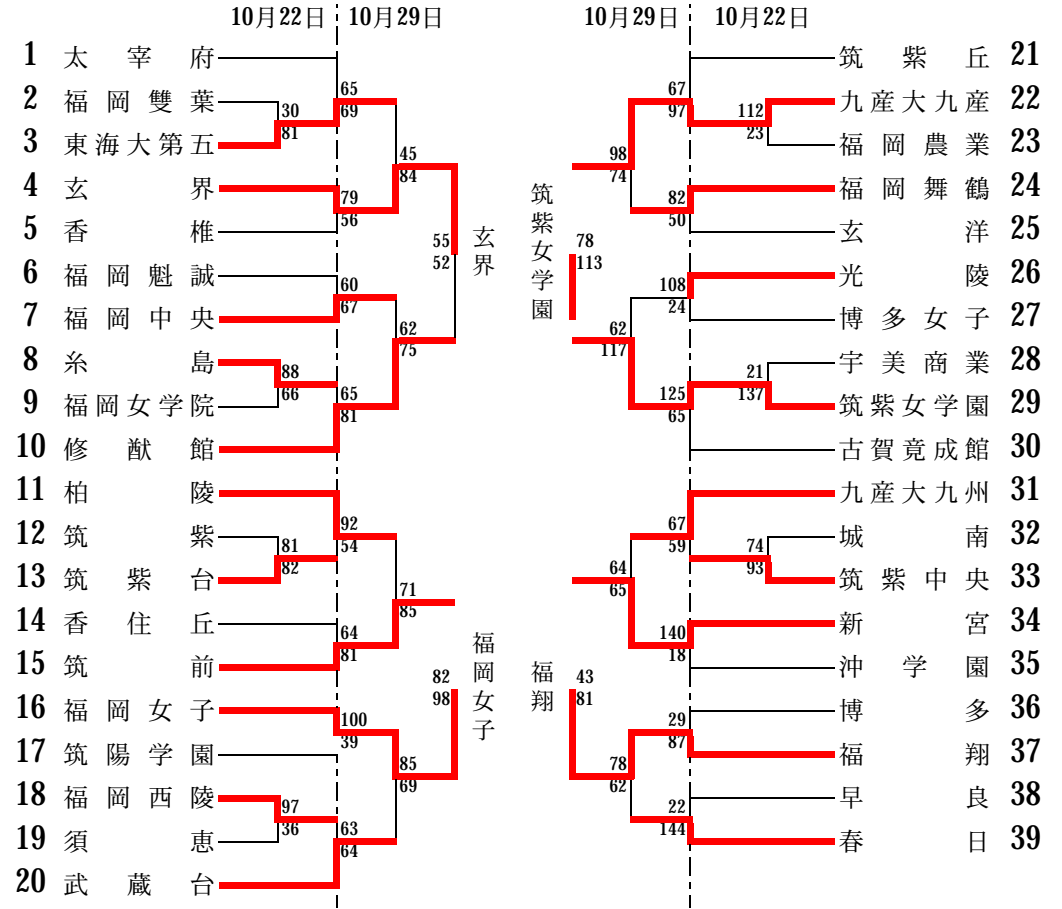 10月22日 10月29日
1 太宰府
2 福岡雙葉
30
81
3 東海大第五
65
69
4 玄界
79
56
5 香椎
45
84
6 福岡魁誠
60
67
7 福岡中央
8 糸島
88
66
9 福岡女学院
65
81
10 修猷館
62
75
55
52
玄界
11 柏陵
92
54
12 筑紫
81
82
13 筑紫台
14 香住丘
64
81
15 筑前
71
85
16 福岡女子
100
39
17 筑陽学園
18 福岡西陵
97
36
19 須恵
63
64
20 武蔵台
85
69
82
98
福岡女子
10月29日 10月22日
筑紫丘 21
67
97
九産大九産 22
112
23
福岡農業 23
98
74
福岡舞鶴 24
82
50
玄洋 25
光陵 26
108
24
博多女子 27
宇美商業 28
21
137
筑紫女学園 29
125
65
古賀竟成館 30
62
117
78
113
筑紫女学園
九産大九州 31
67
59
城南 32
74
93
筑紫中央 33
64
65
新宮 34
140
18
沖学園 35
博多 36
29
87
福翔 37
早良 38
22
144
春日 39
78
62
43
81
福翔